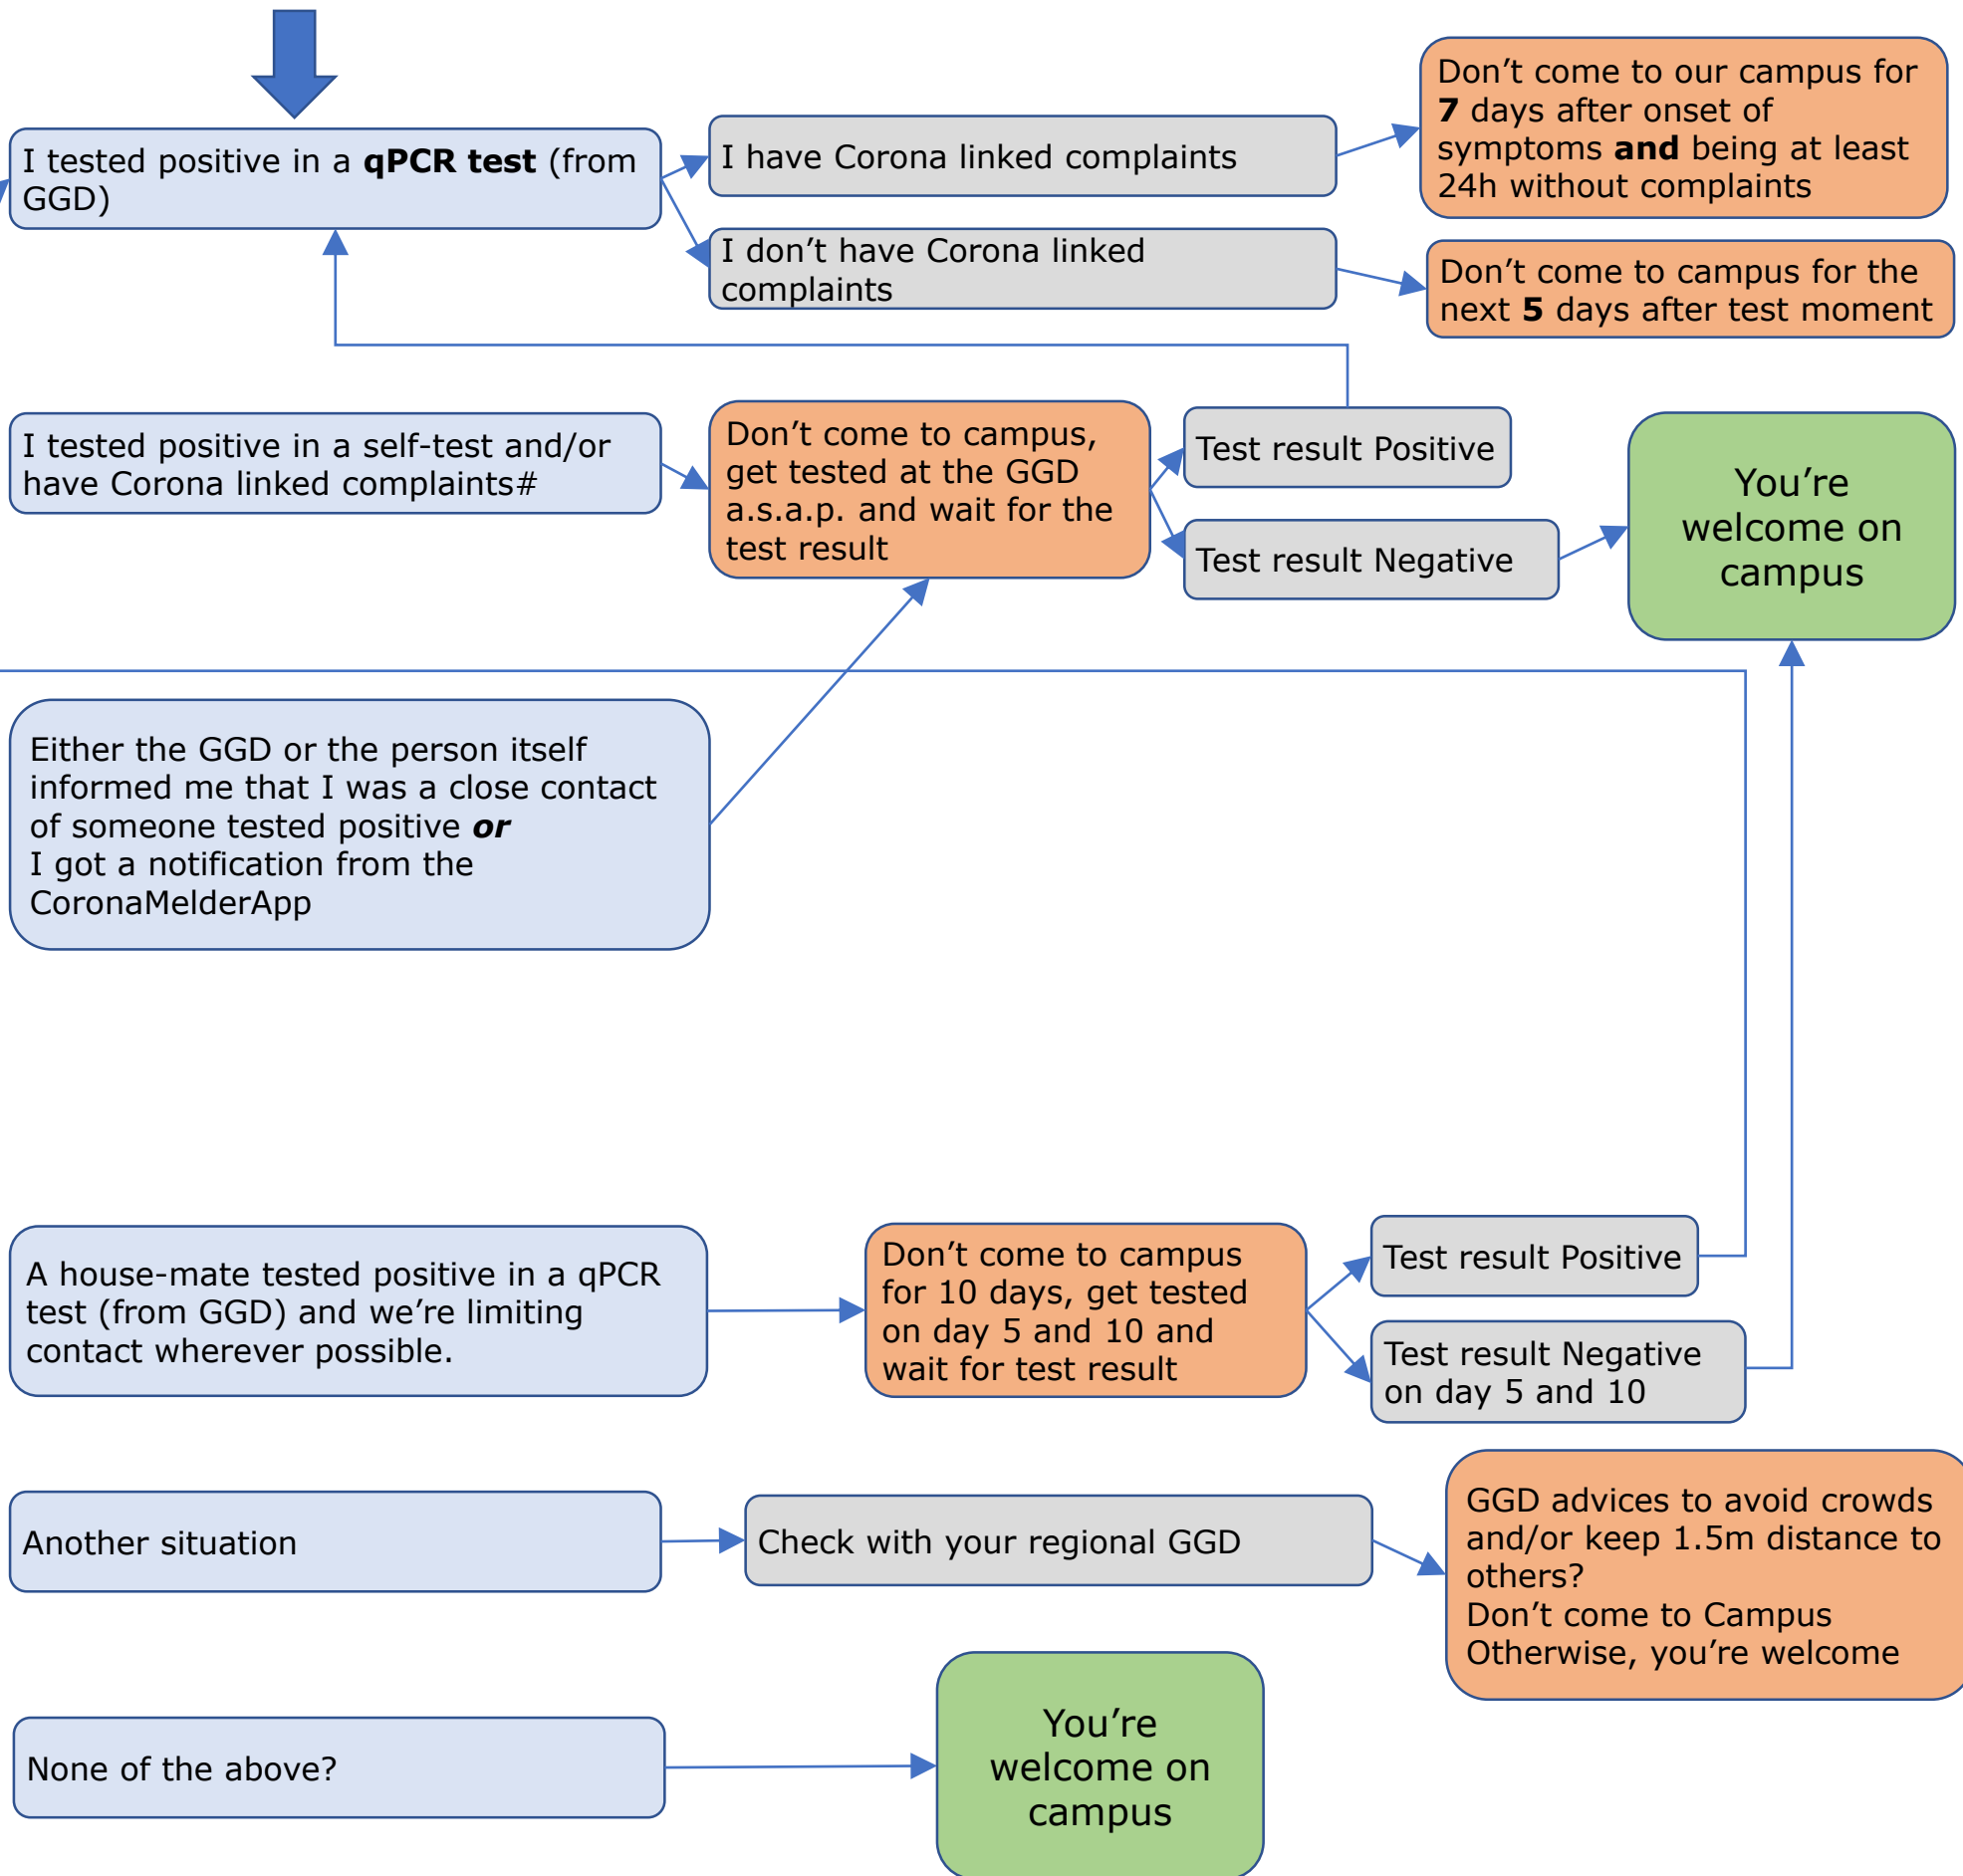 I tested positive in a qPCR test (from
GGD)
I have Corona linked complaints
Don't come to our campus for
7 days after onset of
symptoms and being at least
24h without complaints
I don't have Corona linked
complaints
Don't come to campus for the
next 5 days after test moment
I tested positive in a self-test and/or
have Corona linked complaints#
Don't come to campus,
get tested at the GGD
a.s.a.p. and wait for the
test result
Test result Positive
Test result Negative
You're
welcome on
campus
Either the GGD or the person itself
informed me that I was a close contact
of someone tested positive or
I got a notification from the
CoronaMelderApp
A house-mate tested positive in a qPCR
test (from GGD) and we're limiting
contact wherever possible.
Don't come to campus
for 10 days, get tested
on day 5 and 10 and
wait for test result
Test result Positive
Test result Negative
on day 5 and 10
Another situation
Check with your regional GGD
GGD advices to avoid crowds
and/or keep 1.5m distance to
others?
Don't come to Campus
Otherwise, you're welcome
None of the above?
You're
welcome on
campus